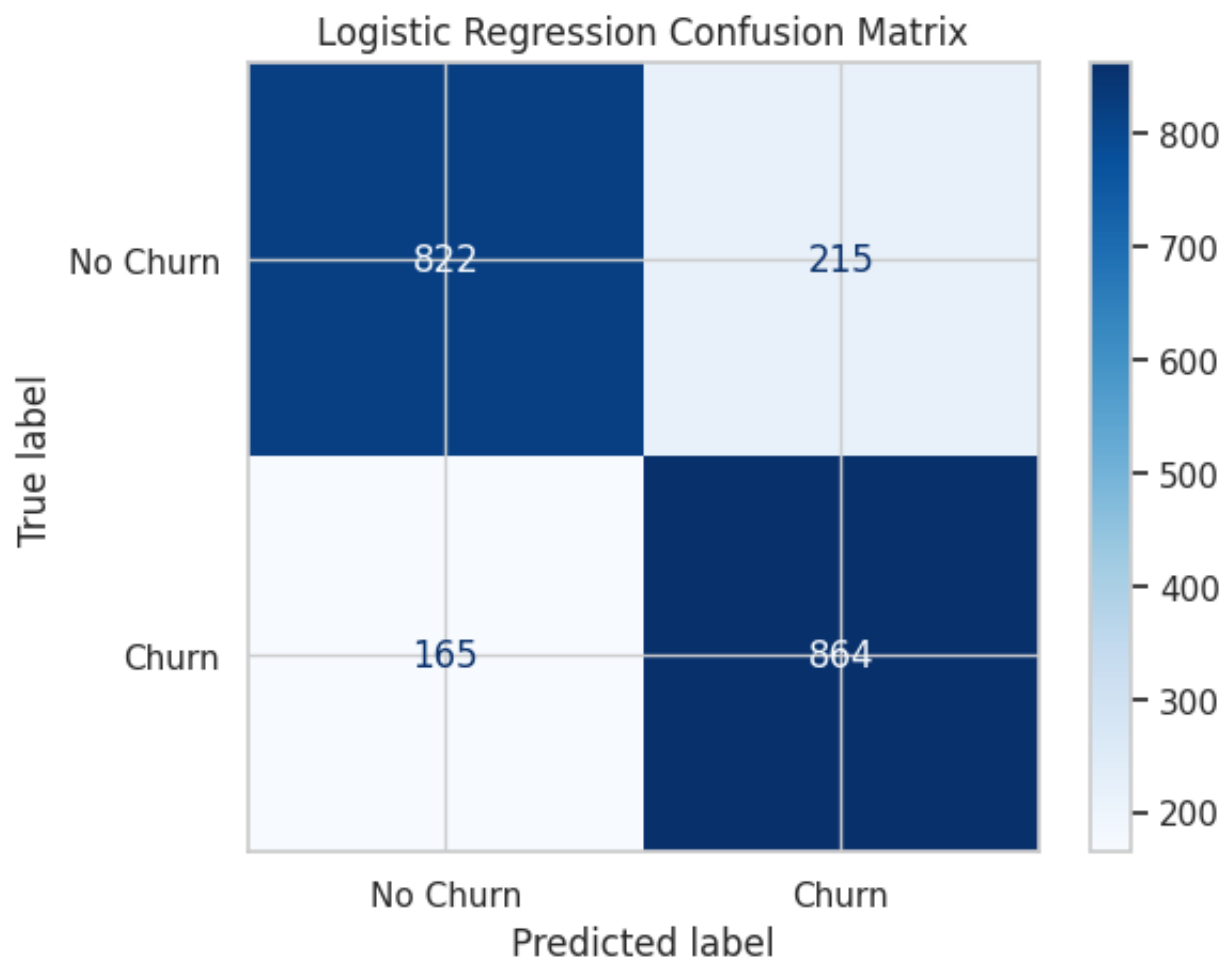 Logistic Regression Confusion Matrix
True label
No Churn
822
215
Churn
165
864
No Churn
Churn
Predicted label
800
700
600
500
400
300
200